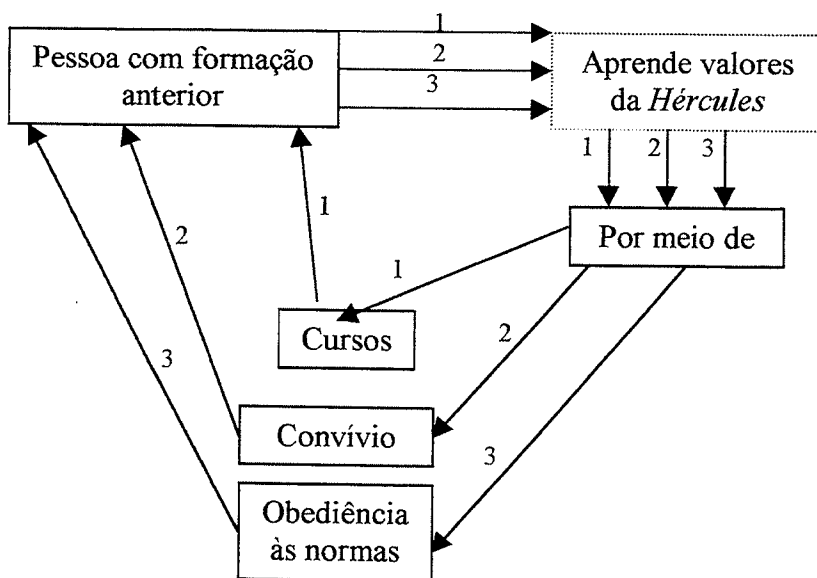 1
Pessoa com formação
anterior
2
3
Aprende valores
da Hércules
1
2
3
Por meio de
1
2
1
Cursos
2
3
Convívio
3
Obediência
às normas